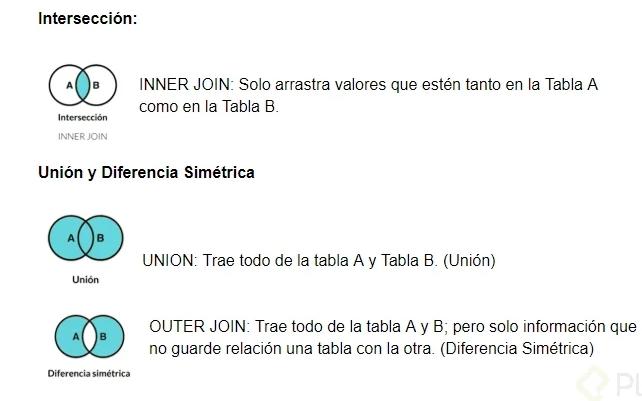 Intersección:
A B
Intersección
INNER JOIN
INNER JOIN: Solo arrastra valores que estén tanto en la Tabla A
como en la Tabla B.
Unión y Diferencia Simétrica
A B
Unión
UNION: Trae todo de la tabla A y Tabla B. (Unión)
A B
Diferencia simétrica
OUTER JOIN: Trae todo de la tabla A y B; pero solo información que
no guarde relación una tabla con la otra. (Diferencia Simétrica)